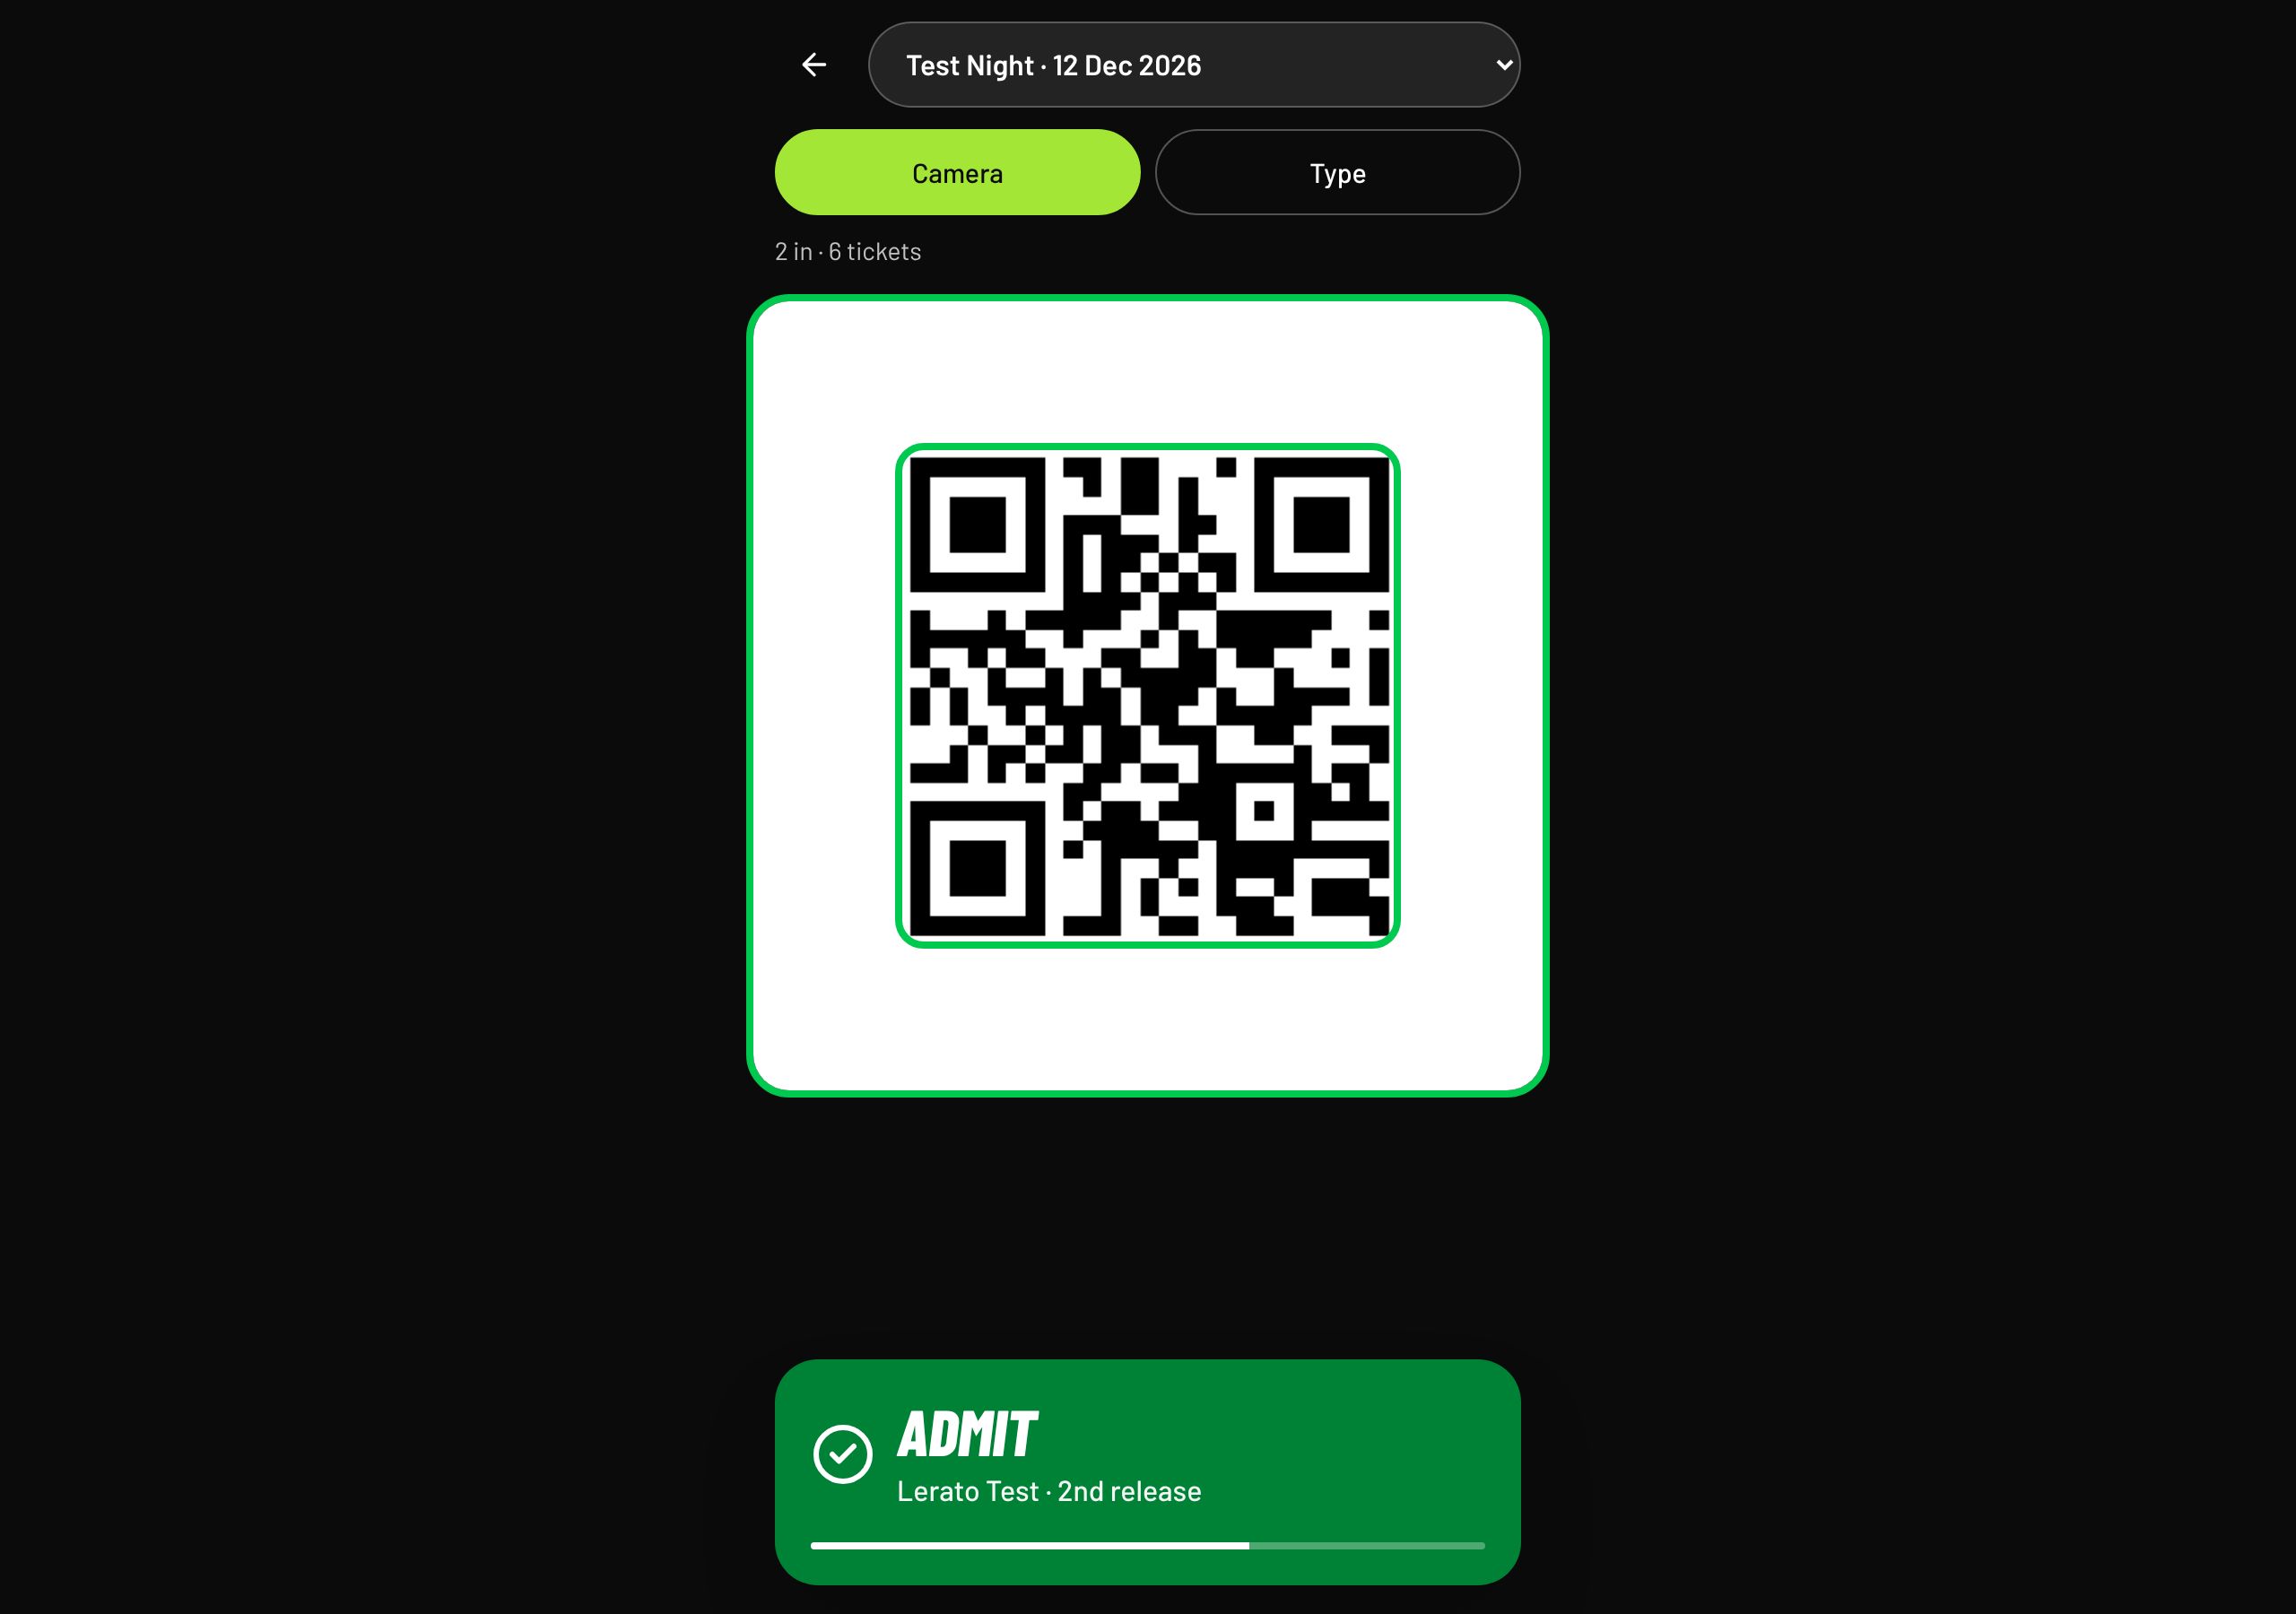 Test Night · 12 Dec 2026
Camera
Type
2 in · 6 tickets
ADMIT
Lerato Test · 2nd release